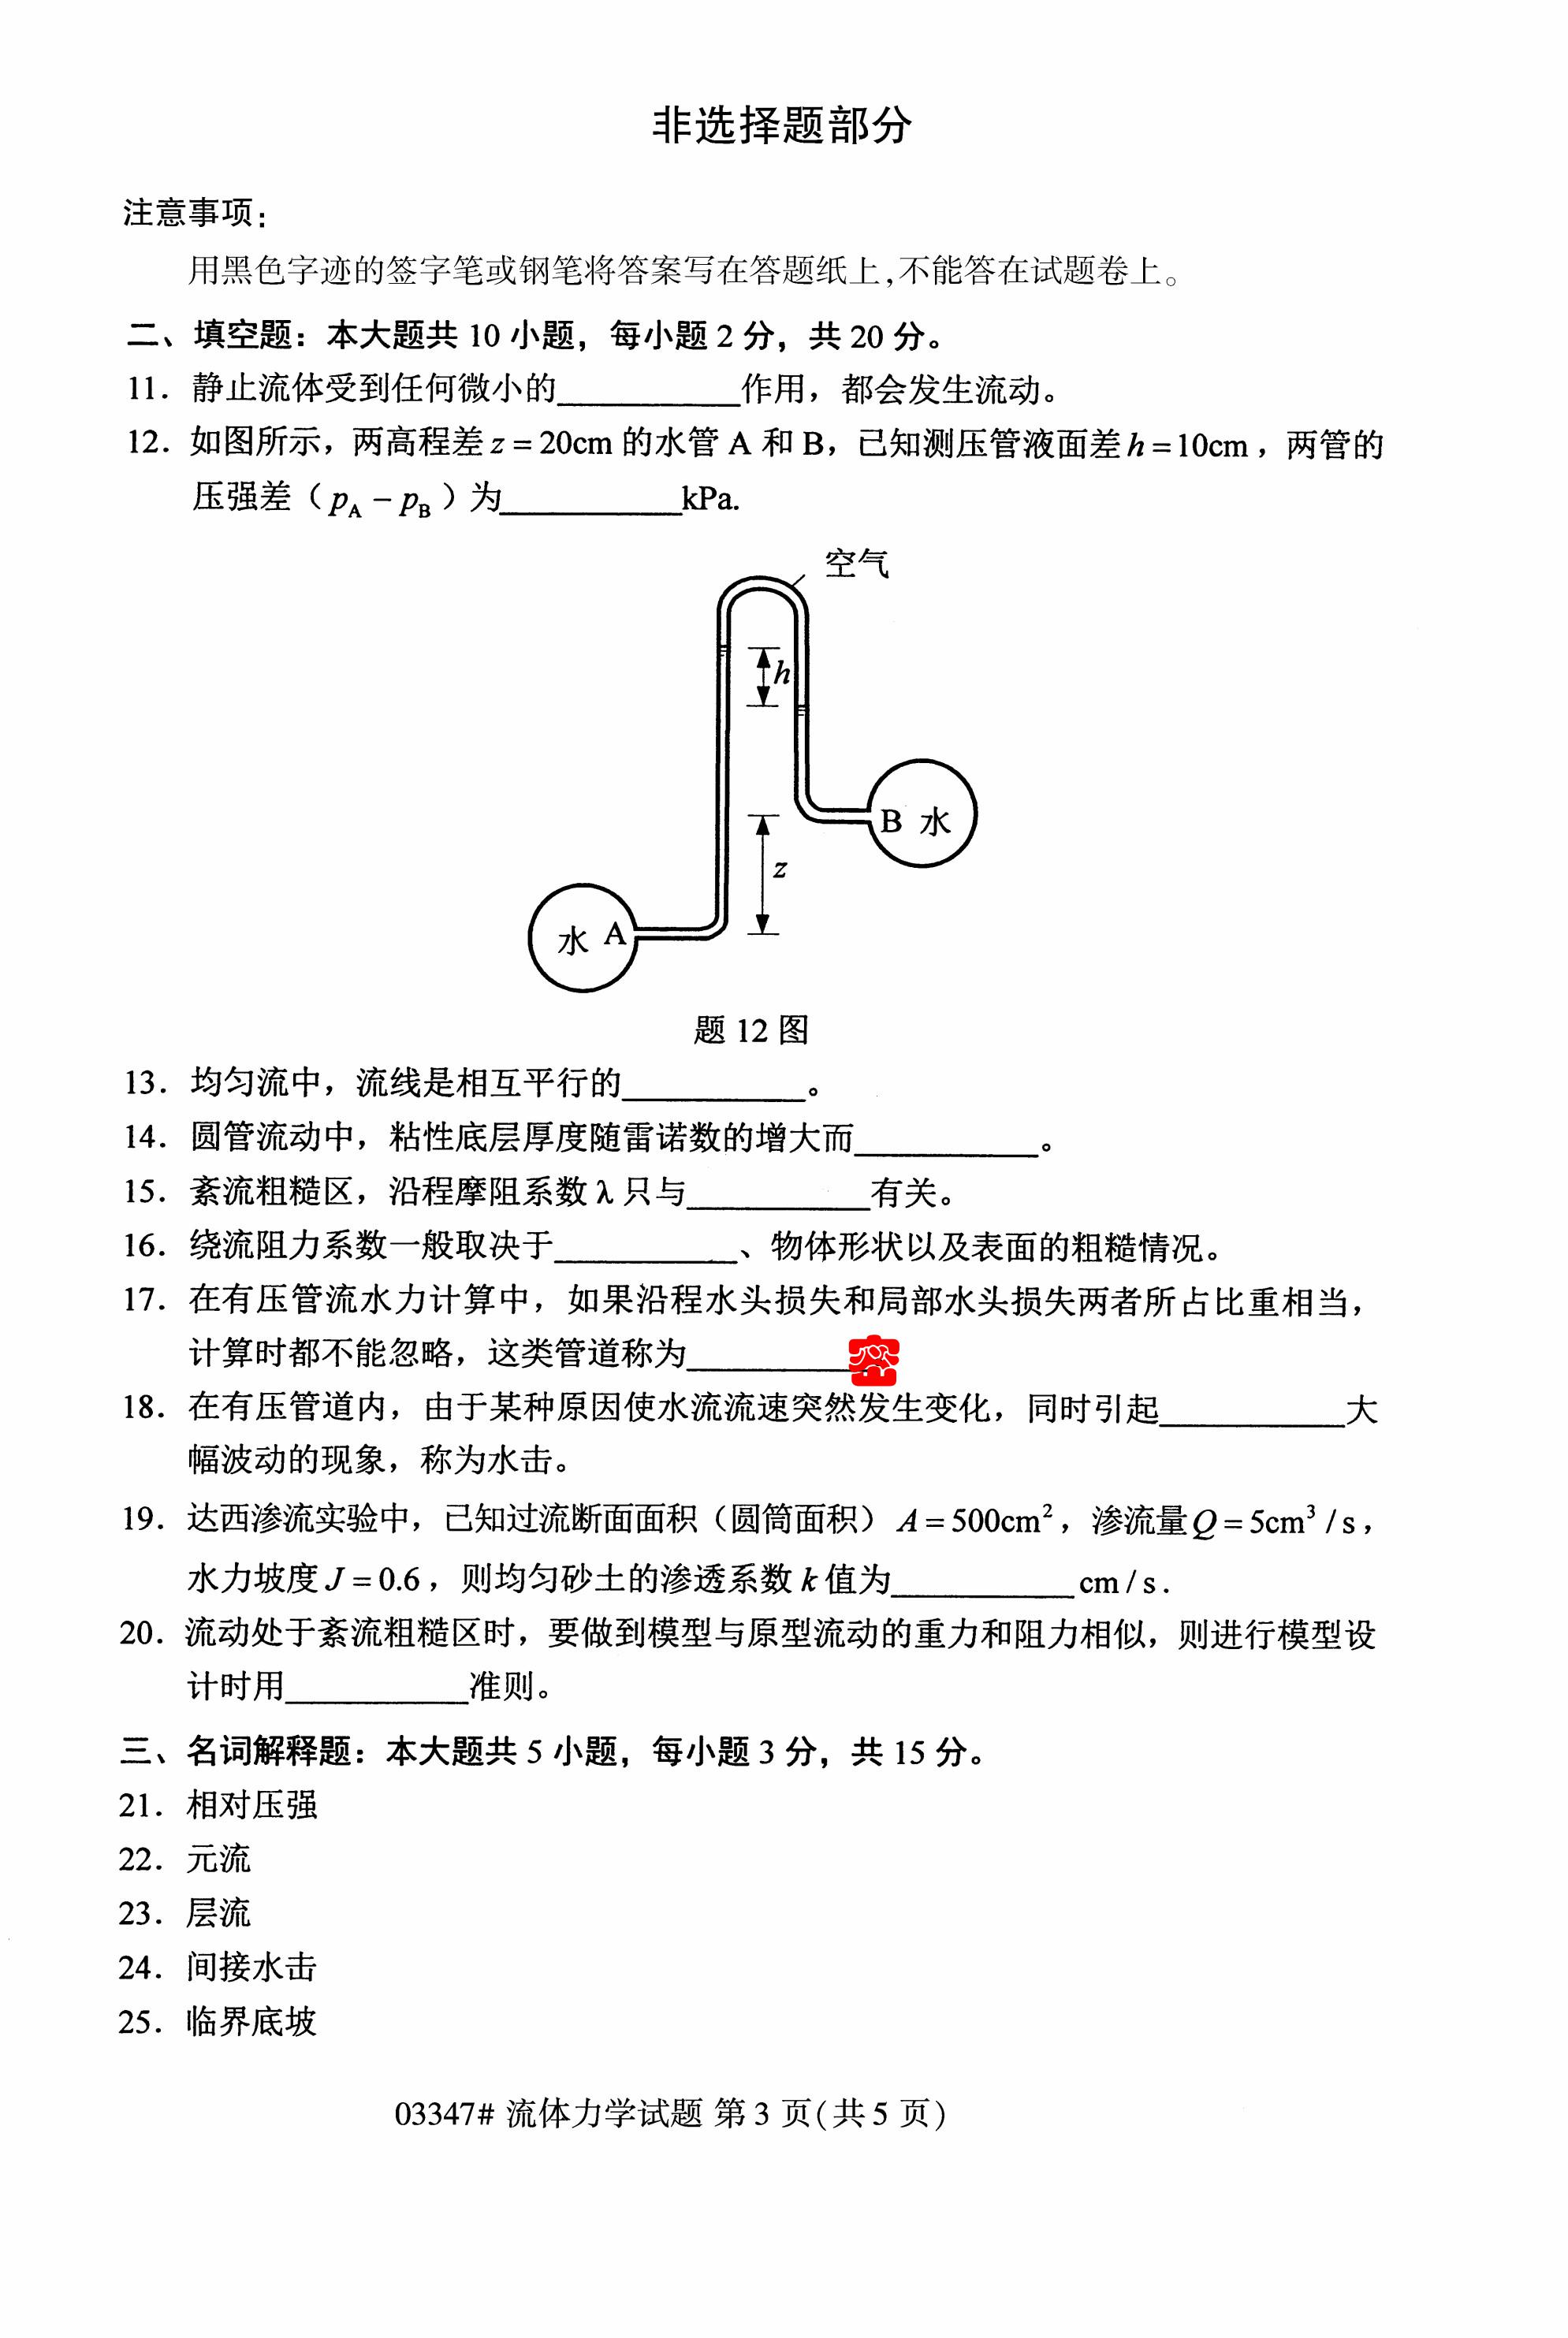 非选择题部分
注意事项：
用黑色字迹的签字笔或钢笔将答案写在答题纸上,不能答在试题卷上。
二、填空题：本大题共 10 小题，每小题 2 分，共 20 分。
11．静止流体受到任何微小的___________作用，都会发生流动。
12．如图所示，两高程差 z = 20cm 的水管 A 和 B，已知测压管液面差 h = 10cm，两管的
压强差（pA − pB）为___________kPa.
空气
h
B 水
z
水 A
题 12 图
13．均匀流中，流线是相互平行的___________。
14．圆管流动中，粘性底层厚度随雷诺数的增大而___________。
15．紊流粗糙区，沿程摩阻系数 λ 只与___________有关。
16．绕流阻力系数一般取决于___________、物体形状以及表面的粗糙情况。
17．在有压管流水力计算中，如果沿程水头损失和局部水头损失两者所占比重相当，
计算时都不能忽略，这类管道称为___________
18．在有压管道内，由于某种原因使水流流速突然发生变化，同时引起___________大
幅波动的现象，称为水击。
19．达西渗流实验中，已知过流断面面积（圆筒面积）A = 500cm²，渗流量 Q = 5cm³ / s，
水力坡度 J = 0.6，则均匀砂土的渗透系数 k 值为___________cm / s .
20．流动处于紊流粗糙区时，要做到模型与原型流动的重力和阻力相似，则进行模型设
计时用___________准则。
三、名词解释题：本大题共 5 小题，每小题 3 分，共 15 分。
21．相对压强
22．元流
23．层流
24．间接水击
25．临界底坡
03347# 流体力学试题 第 3 页(共 5 页)